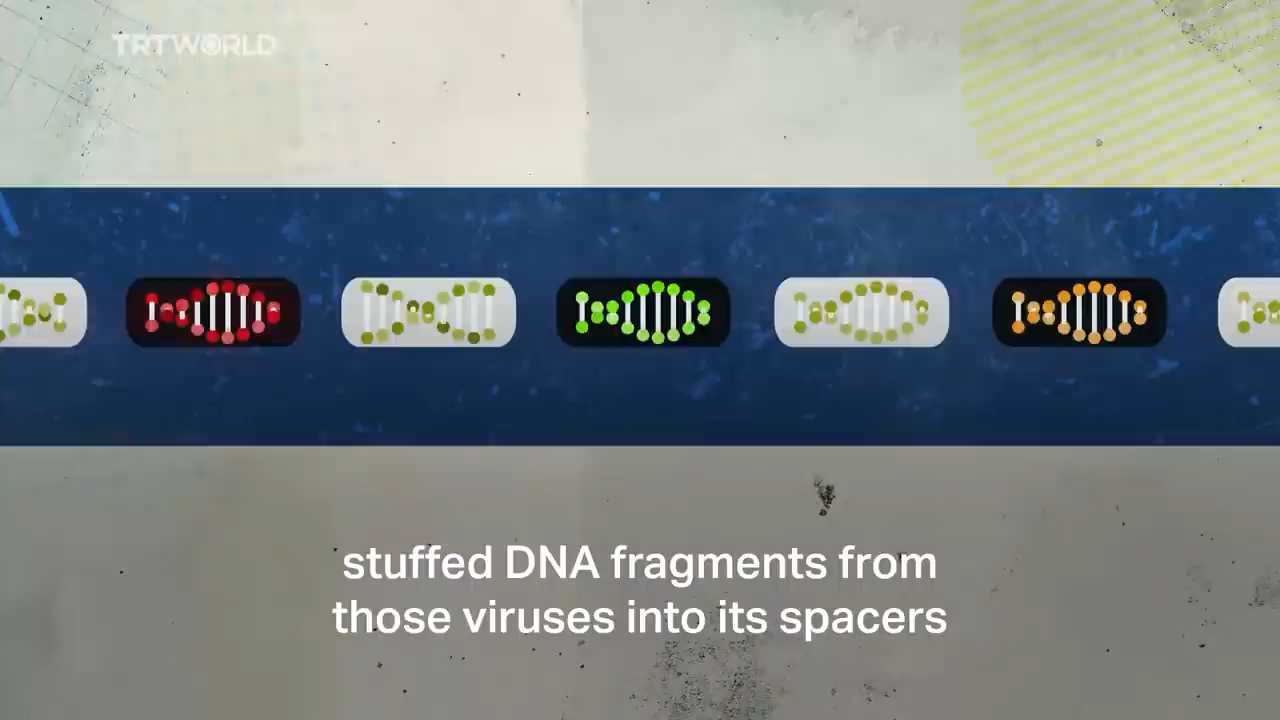 TRTWORLD
stuffed DNA fragments from
those viruses into its spacers